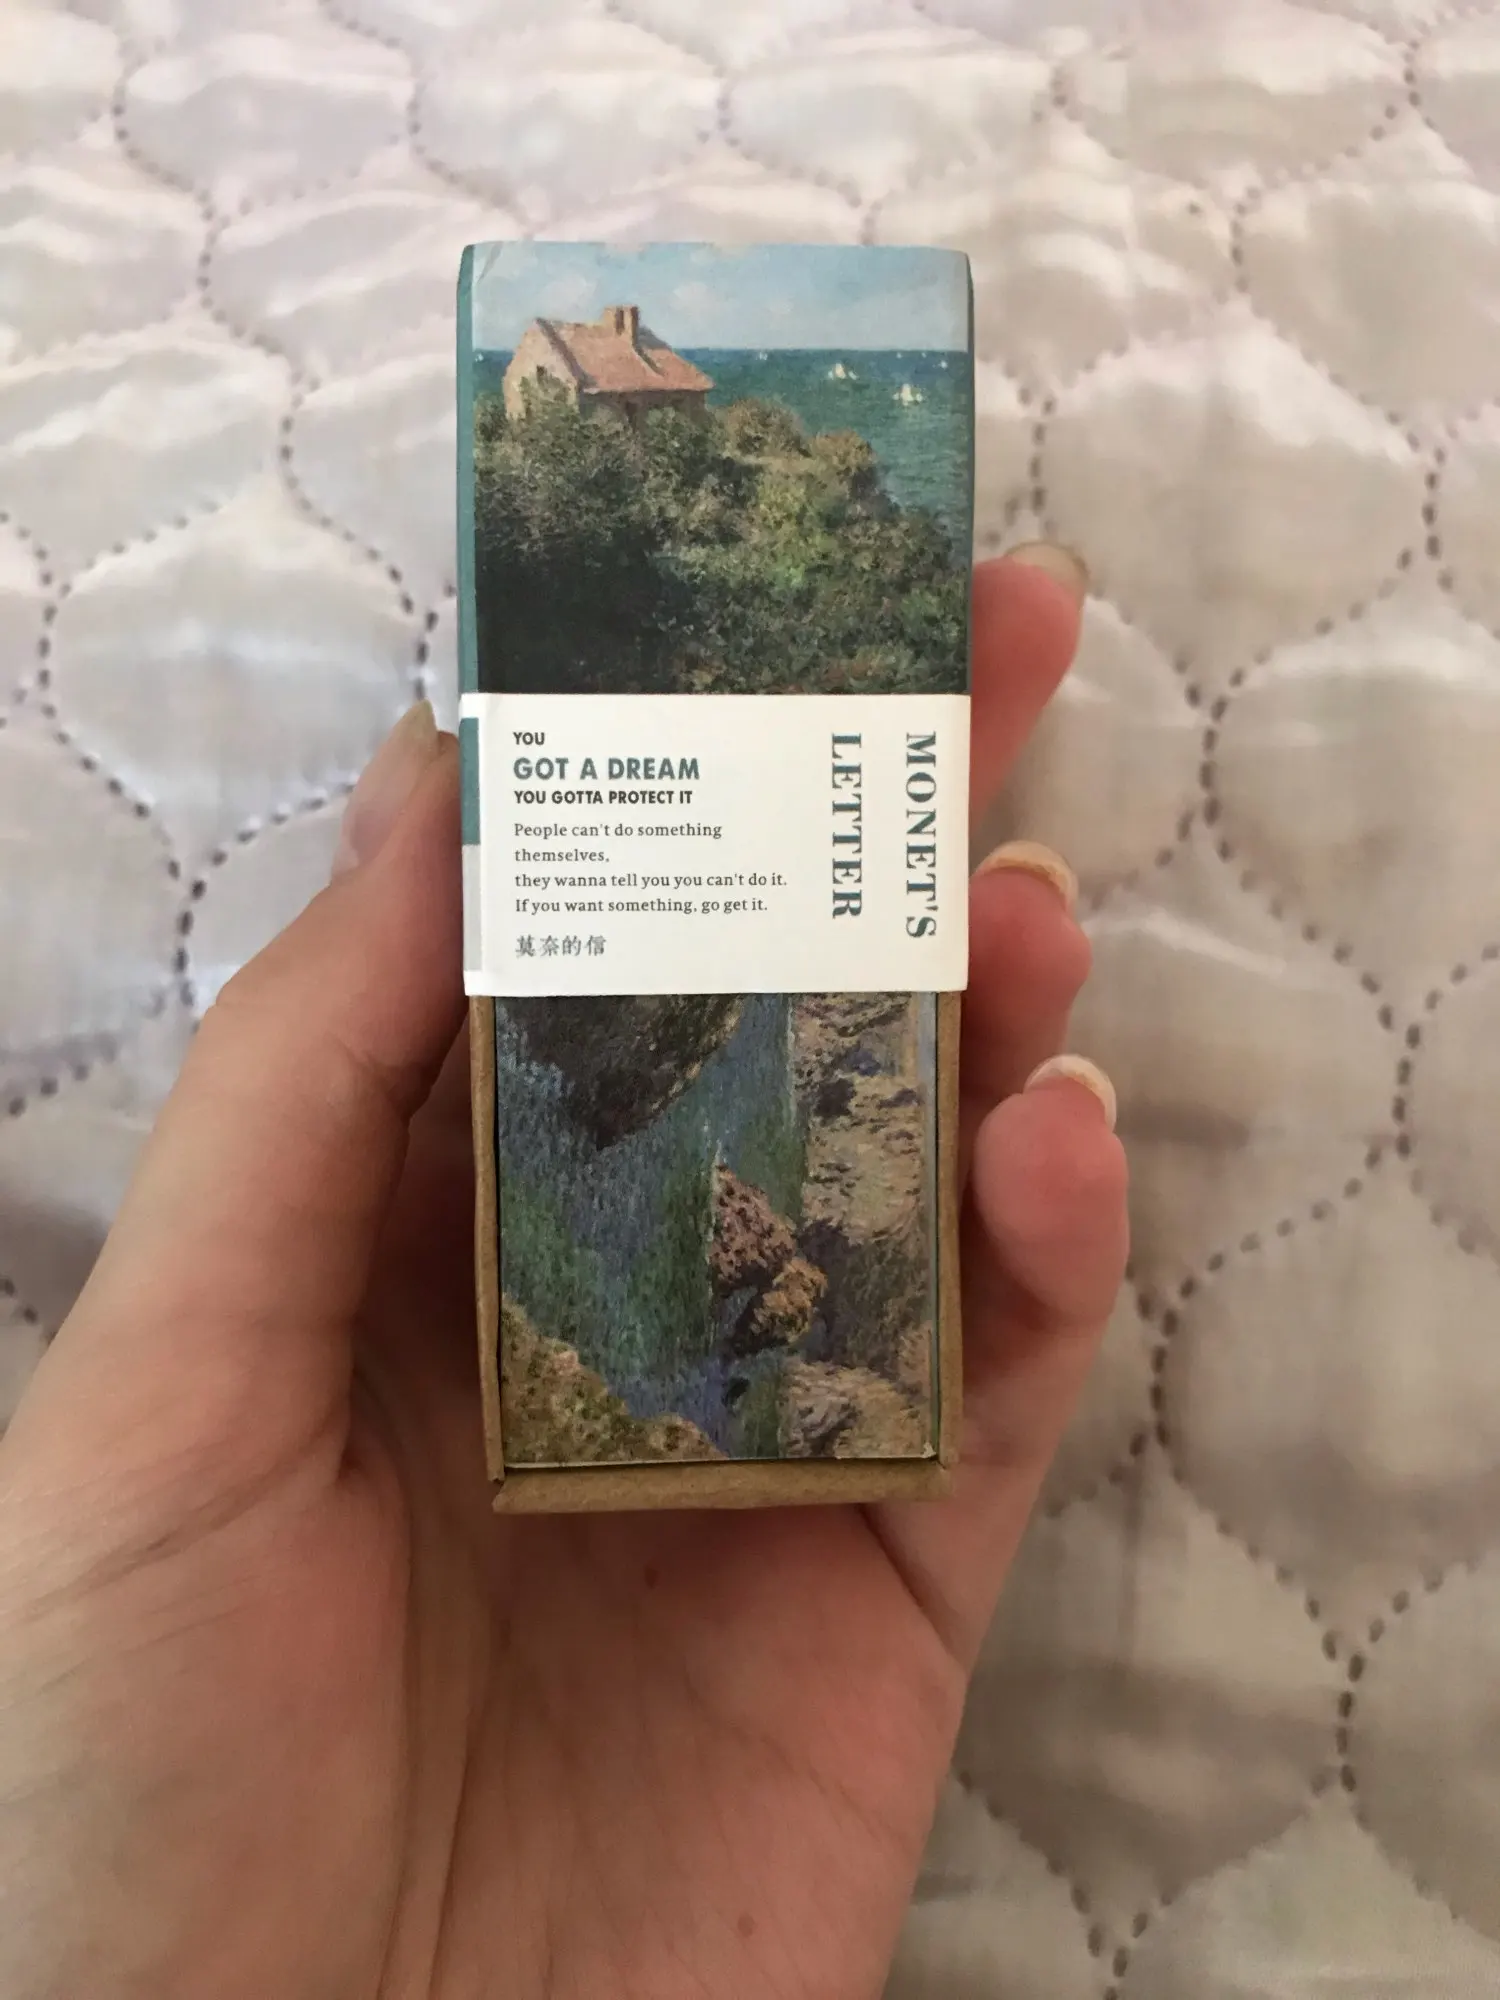 YOU
GOT A DREAM
YOU GOTTA PROTECT IT
People can't do something
themselves,
they wanna tell you you can't do it.
If you want something, go get it.
莫奈的信
MONET'S
LETTER